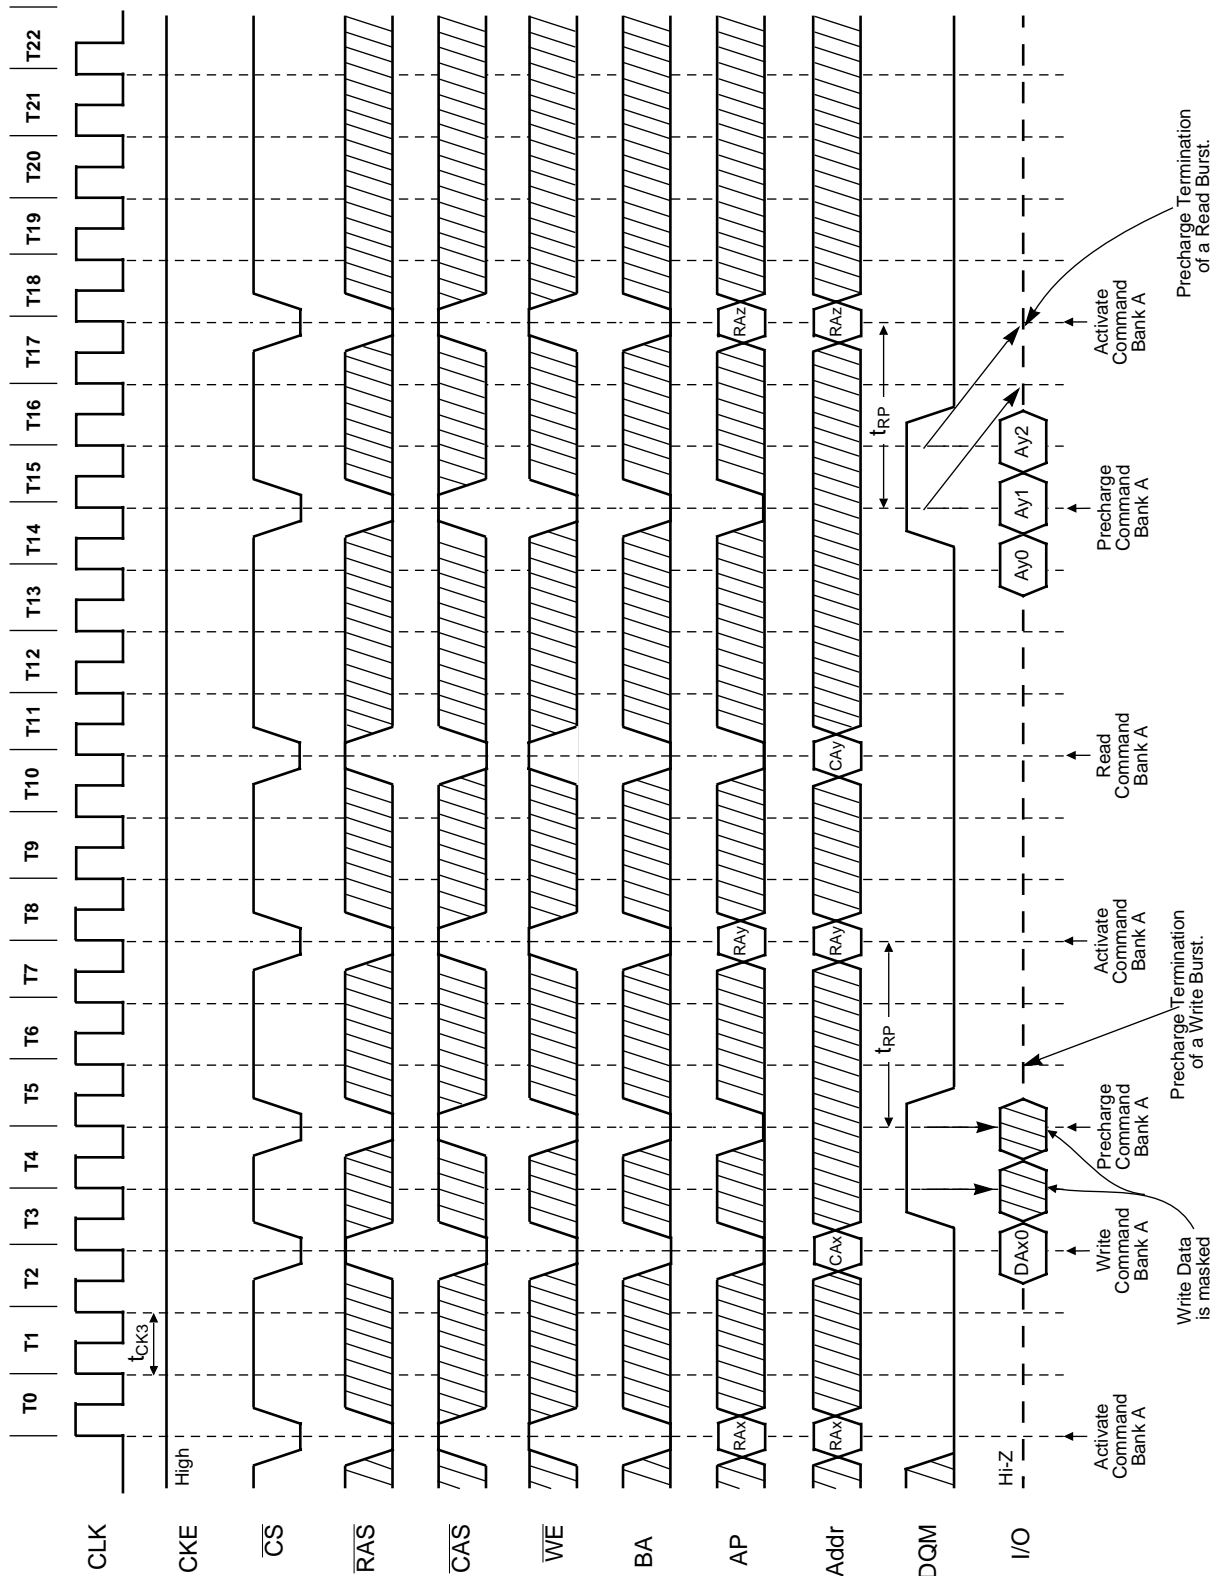 T0 T1 T2 T3 T4 T5 T6 T7 T8 T9 T10 T11 T12 T13 T14 T15 T16 T17 T18 T19 T20 T21 T22
CLK
tCK3
CKE
High
CS
RAS
CAS
WE
BA
AP
RAx RAy RAz
Addr
RAx CAx RAy CAy RAz
tRP tRP
DQM
I/O
Hi-Z
DAx0 Ay0 Ay1 Ay2
Activate
Command
Bank A
Write
Command
Bank A
Precharge
Command
Bank A
Activate
Command
Bank A
Read
Command
Bank A
Precharge
Command
Bank A
Activate
Command
Bank A
Write Data
is masked
Precharge Termination
of a Write Burst.
Precharge Termination
of a Read Burst.